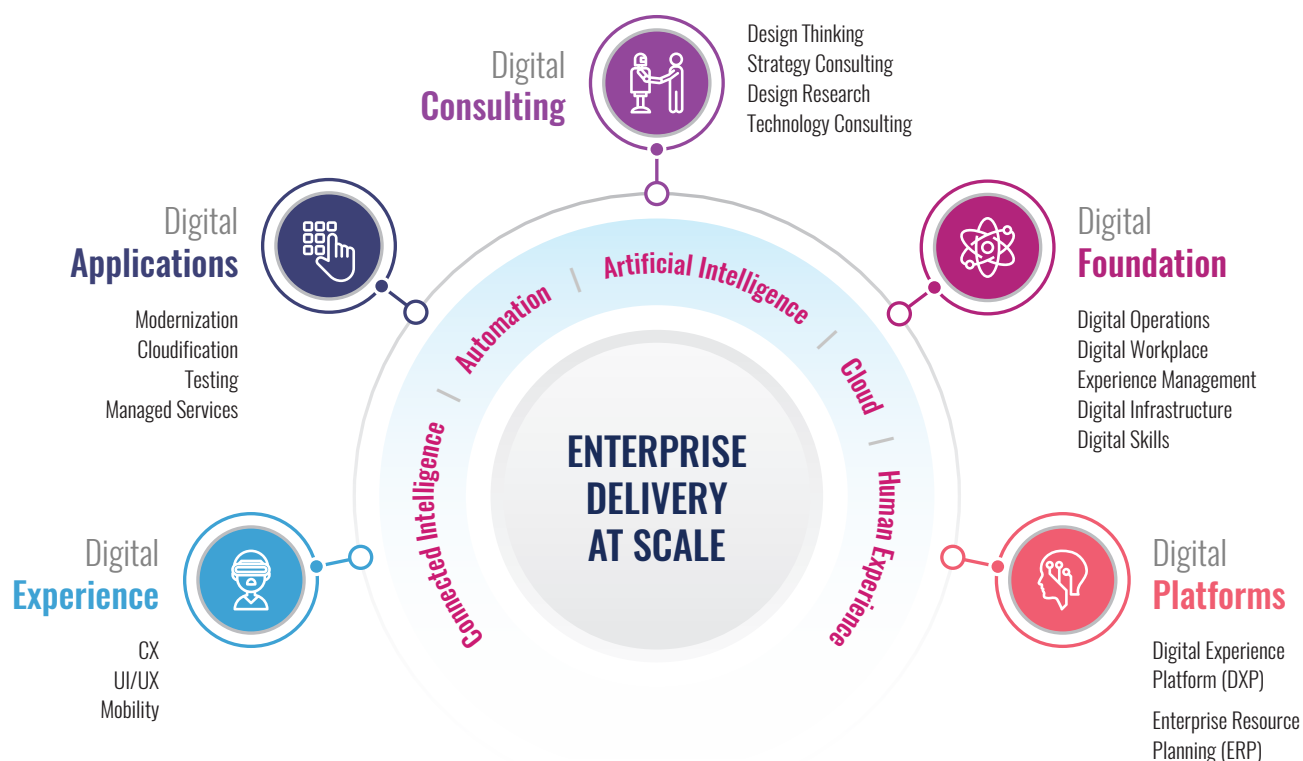 Digital
Consulting
Design Thinking
Strategy Consulting
Design Research
Technology Consulting
Digital
Applications
Modernization
Cloudification
Testing
Managed Services
Digital
Foundation
Digital Operations
Digital Workplace
Experience Management
Digital Infrastructure
Digital Skills
Connected Intelligence
Automation
Artificial Intelligence
Cloud
Human Experience
ENTERPRISE
DELIVERY
AT SCALE
Digital
Experience
CX
UI/UX
Mobility
Digital
Platforms
Digital Experience
Platform (DXP)
Enterprise Resource
Planning (ERP)